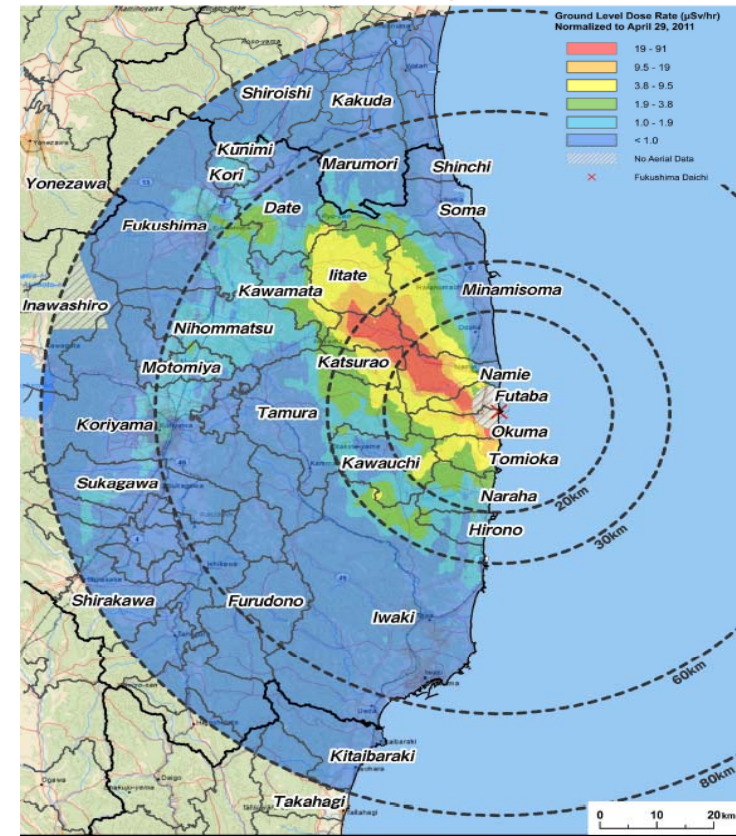 Ground Level Dose Rate (µSv/hr)
Normalized to April 29, 2011
19 - 91
9.5 - 19
3.8 - 9.5
1.9 - 3.8
1.0 - 1.9
< 1.0
No Aerial Data
Fukushima Daichi
Shiroishi
Kakuda
Kunimi
Marumori
Shinchi
Kori
Yonezawa
Date
Soma
Fukushima
Iitate
Inawashiro
Kawamata
Minamisoma
Nihommatsu
Motomiya
Katsurao
Namie
Futaba
Tamura
Koriyama
Okuma
Kawauchi
Tomioka
Sukagawa
Naraha
20km
Hirono
30km
Shirakawa
Furudono
Iwaki
60km
Kitaibaraki
80km
Takahagi
0 10 20 km